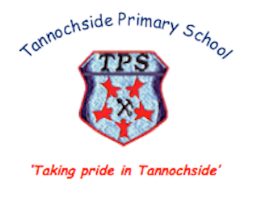 Tannochside Primary School
TPS
'Taking pride in Tannochside'